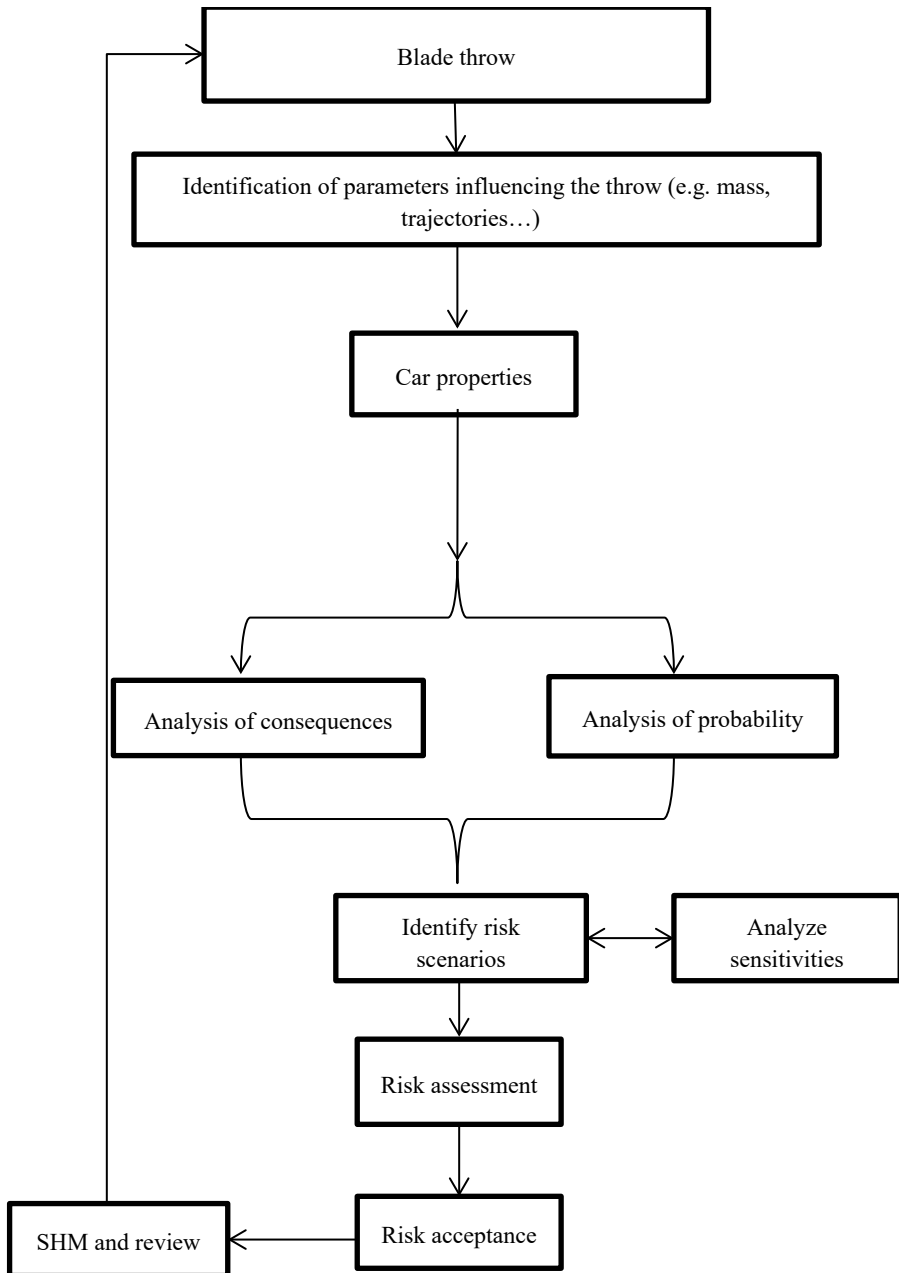 Blade throw
Identification of parameters influencing the throw (e.g. mass,
trajectories…)
Car properties
Analysis of consequences
Analysis of probability
Identify risk
scenarios
Analyze
sensitivities
Risk assessment
SHM and review
Risk acceptance